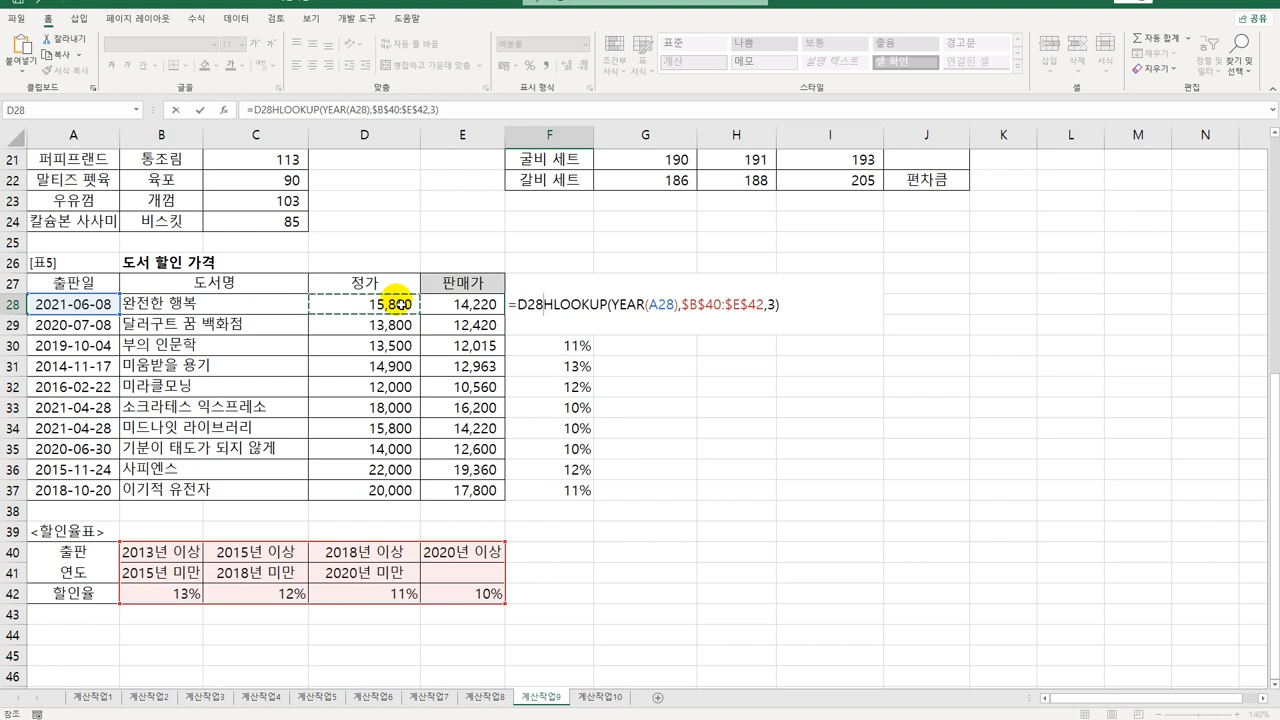 파일 홈 삽입 페이지 레이아웃 수식 데이터 검토 보기 개발 도구 도움말 공유
붙여넣기 잘라내기 복사 서식 복사 11 가 가 가 가 가 자동 줄 바꿈 병합하고 가운데 맞춤 백분율 % 조건부 서식 표 서식 표준 나쁨 보통 좋음 경고문 삽입 삭제 서식 자동 합계 정렬 및 필터 찾기 및 선택
계산 메모 설명 텍스트 셀 확인 연결된 셀 채우기 지우기
클립보드 글꼴 맞춤 표시 형식 스타일 셀 편집
D28 fx =D28HLOOKUP(YEAR(A28),$B$40:$E$42,3)
A B C D E F G H I J K L M N
21 퍼피프랜드 통조림 113 굴비 세트 190 191 193
22 말티즈 펫육 육포 90 갈비 세트 186 188 205 편차큼
23 우유껌 개껌 103
24 칼슘본 사사미 비스킷 85
25
26 [표5] 도서 할인 가격
27 출판일 도서명 정가 판매가
28 2021-06-08 완전한 행복 15,800 14,220 =D28HLOOKUP(YEAR(A28),$B$40:$E$42,3)
29 2020-07-08 달러구트 꿈 백화점 13,800 12,420
30 2019-10-04 부의 인문학 13,500 12,015 11%
31 2014-11-17 미움받을 용기 14,900 12,963 13%
32 2016-02-22 미라클모닝 12,000 10,560 12%
33 2021-04-28 소크라테스 익스프레소 18,000 16,200 10%
34 2021-04-28 미드나잇 라이브러리 15,800 14,220 10%
35 2020-06-30 기분이 태도가 되지 않게 14,000 12,600 10%
36 2015-11-24 사피엔스 22,000 19,360 12%
37 2018-10-20 이기적 유전자 20,000 17,800 11%
38
39 <할인율표>
40 출판 2013년 이상 2015년 이상 2018년 이상 2020년 이상
41 연도 2015년 미만 2018년 미만 2020년 미만
42 할인율 13% 12% 11% 10%
43
44
45
46
계산작업1 계산작업2 계산작업3 계산작업4 계산작업5 계산작업6 계산작업7 계산작업8 계산작업9 계산작업10
참조 140%